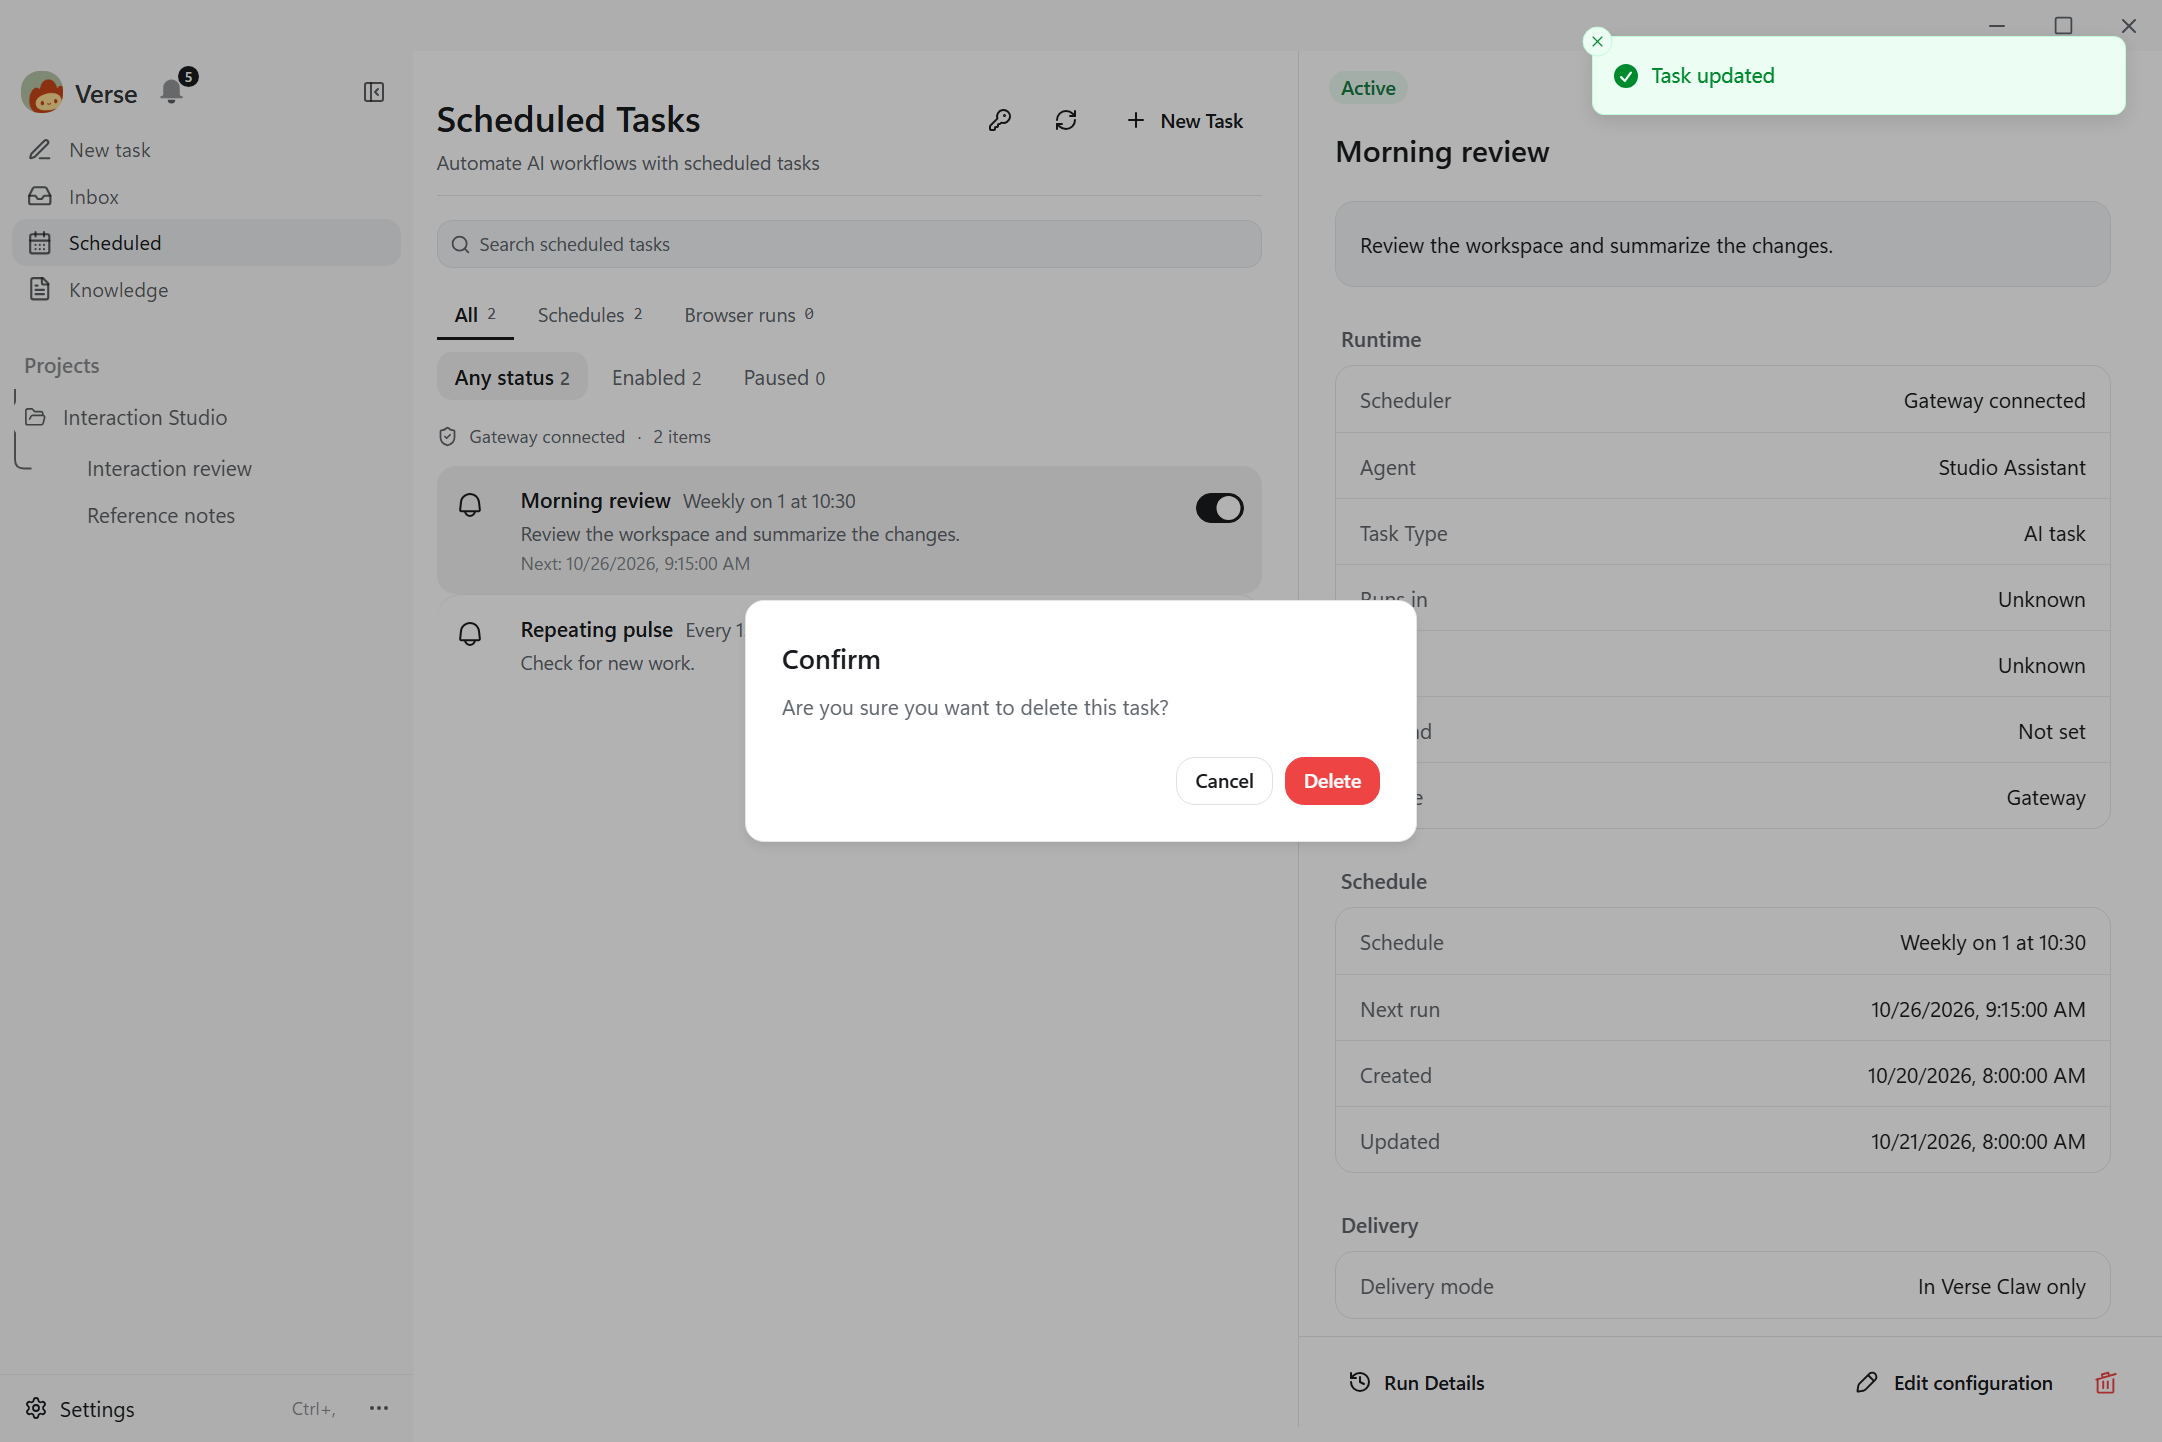 Verse
5
New task
Inbox
Scheduled
Knowledge
Projects
Interaction Studio
Interaction review
Reference notes
Settings
Ctrl+,
Scheduled Tasks
New Task
Automate AI workflows with scheduled tasks
Search scheduled tasks
All 2
Schedules 2
Browser runs 0
Any status 2
Enabled 2
Paused 0
Gateway connected · 2 items
Morning review Weekly on 1 at 10:30
Review the workspace and summarize the changes.
Next: 10/26/2026, 9:15:00 AM
Repeating pulse Every
Check for new work.
Confirm
Are you sure you want to delete this task?
Cancel
Delete
Task updated
Active
Morning review
Review the workspace and summarize the changes.
Runtime
Scheduler Gateway connected
Agent Studio Assistant
Task Type AI task
Runs in Unknown
Unknown
Not set
Gateway
Schedule
Schedule Weekly on 1 at 10:30
Next run 10/26/2026, 9:15:00 AM
Created 10/20/2026, 8:00:00 AM
Updated 10/21/2026, 8:00:00 AM
Delivery
Delivery mode In Verse Claw only
Run Details
Edit configuration